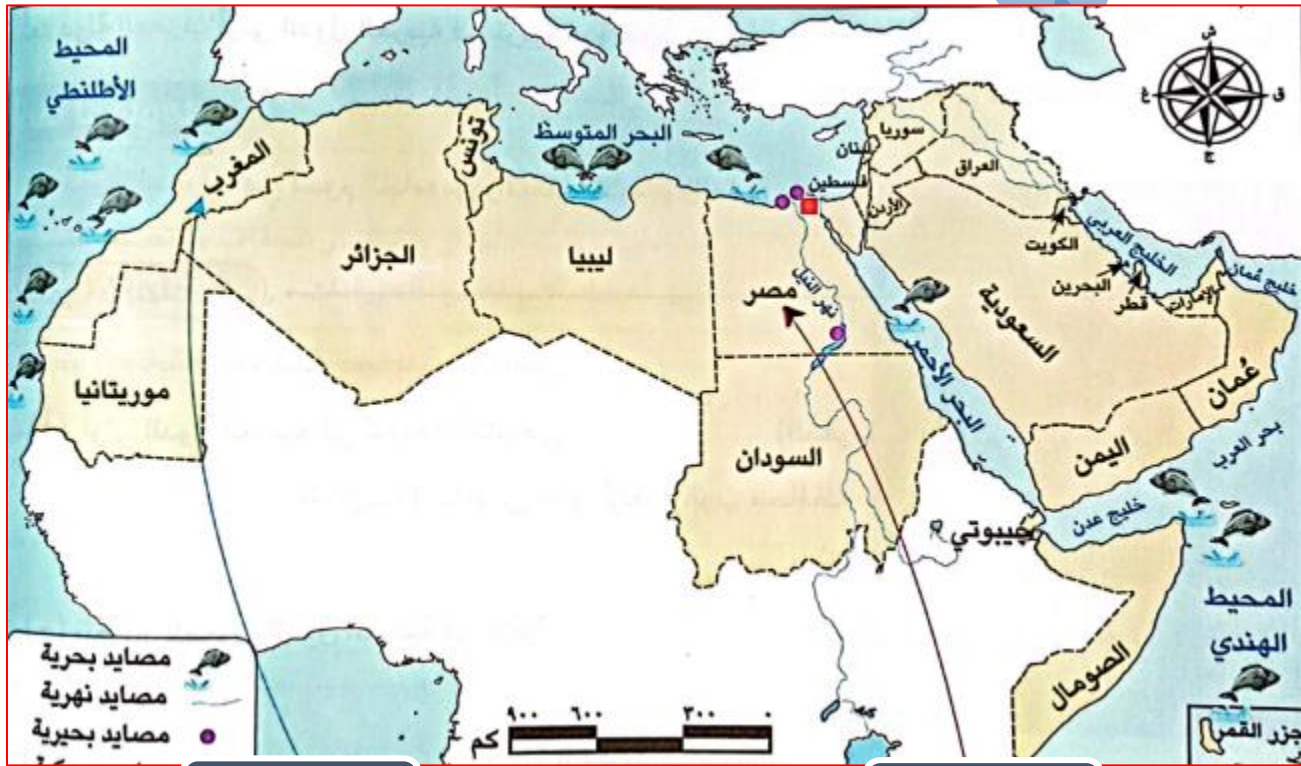 المحيط
الأطلنطي
البحر المتوسط
ش
ق
غ
ج
المغرب
تونس
الجزائر
ليبيا
مصر
نهر النيل
موريتانيا
السودان
سوريا
لبنان
فلسطين
الأردن
العراق
الكويت
الخليج العربي
البحرين
قطر
الإمارات
خليج عُمان
السعودية
عُمان
البحر الأحمر
اليمن
بحر العرب
خليج عدن
جيبوتي
الصومال
المحيط
الهندي
جزر القمر
مصايد بحرية
مصايد نهرية
مصايد بحيرية
٩٠٠ ٦٠٠ ٣٠٠ ٠
كم